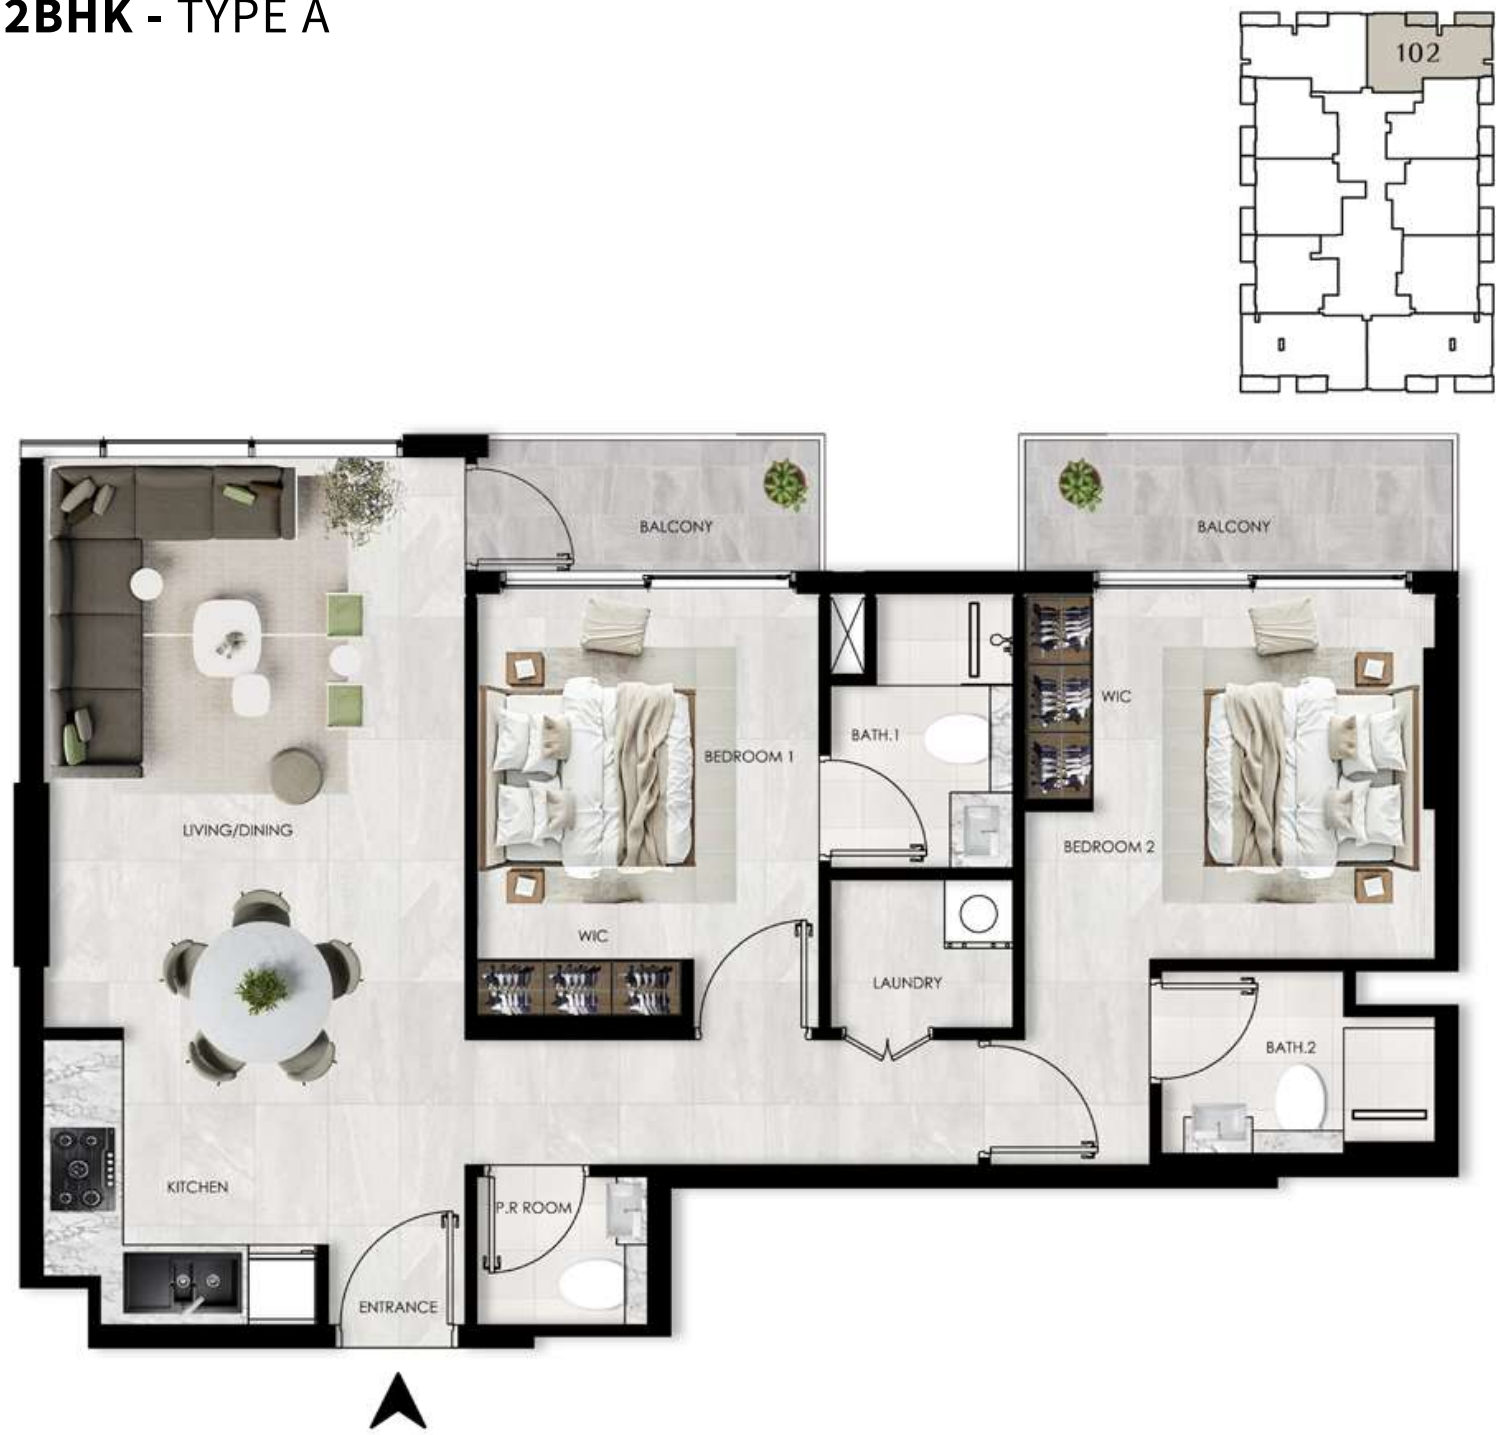 2BHK - TYPE A
102
BALCONY
BALCONY
WIC
BATH.1
BEDROOM 1
LIVING/DINING
BEDROOM 2
WIC
LAUNDRY
BATH.2
KITCHEN
P.R ROOM
ENTRANCE